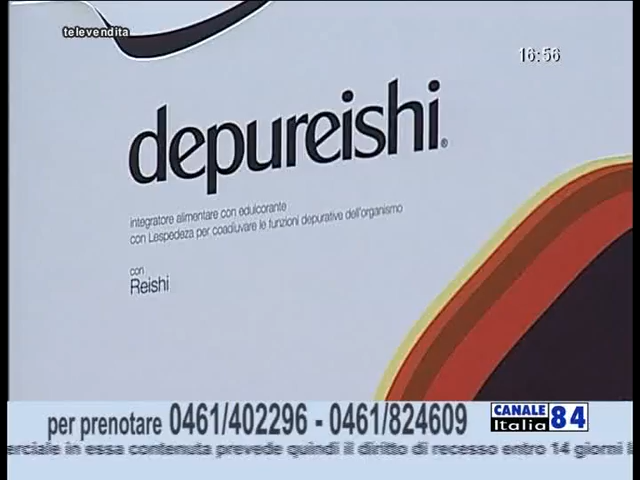 televendita
16:56
depureishi®
integratore alimentare con edulcorante
con Lespedeza per coadiuvare le funzioni depurative dell'organismo
con
Reishi
per prenotare 0461/402296 - 0461/824609
CANALE 84
Italia
erciale in essa contenuta prevede quindi il diritto di recesso entro 14 giorni l